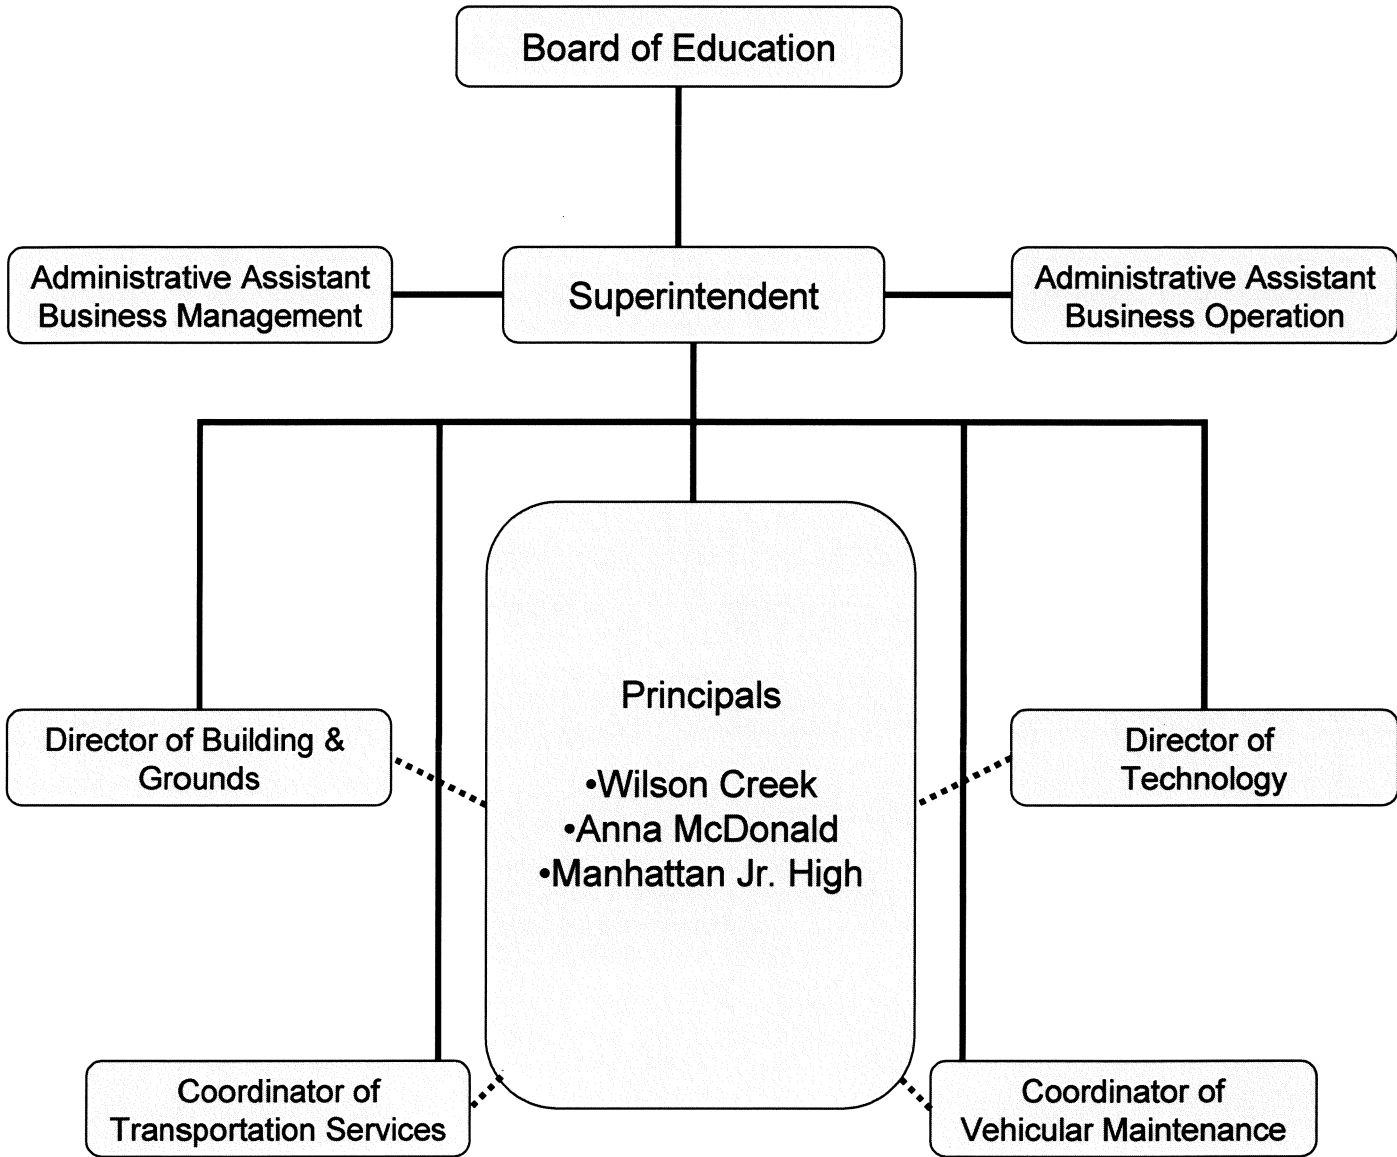 Board of Education
Administrative Assistant
Business Management
Superintendent
Administrative Assistant
Business Operation
Principals
•Wilson Creek
•Anna McDonald
•Manhattan Jr. High
Director of Building &
Grounds
Director of
Technology
Coordinator of
Transportation Services
Coordinator of
Vehicular Maintenance